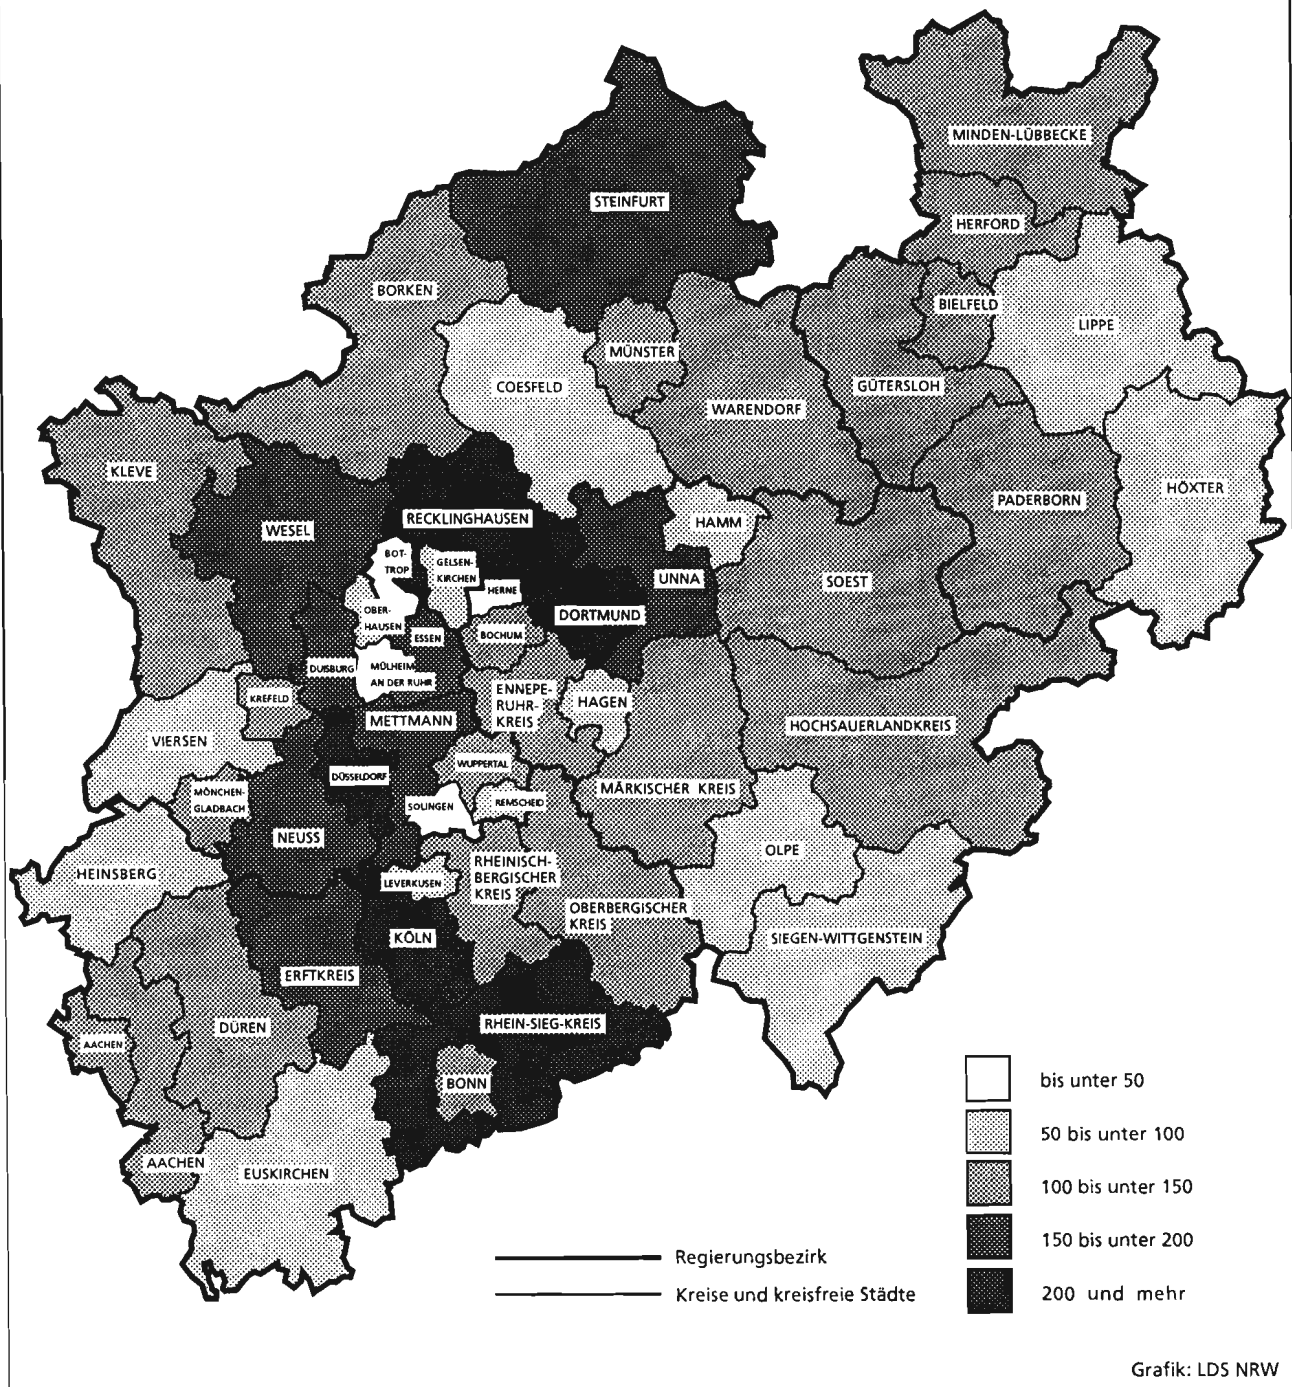 MINDEN-LÜBBECKE
STEINFURT
HERFORD
BORKEN
BIELFELD
LIPPE
MÜNSTER
COESFELD
GÜTERSLOH
WARENDORF
KLEVE
HÖXTER
PADERBORN
RECKLINGHAUSEN
HAMM
WESEL
BOT-
TROP
GELSEN-
KIRCHEN
UNNA
SOEST
HERNE
OBER-
HAUSEN
DORTMUND
ESSEN
BOCHUM
DUISBURG
MÜLHEIM
AN DER RUHR
KREFELD
ENNEPE-
RUHR-
KREIS
HAGEN
METTMANN
HOCHSAUERLANDKREIS
VIERSEN
WUPPERTAL
DÜSSELDORF
MÖNCHEN-
GLADBACH
MÄRKISCHER KREIS
SOLINGEN
REMSCHEID
NEUSS
OLPE
HEINSBERG
RHEINISCH-
BERGISCHER
KREIS
LEVERKUSEN
OBERBERGISCHER
KREIS
KÖLN
SIEGEN-WITTGENSTEIN
ERFTKREIS
DÜREN
RHEIN-SIEG-KREIS
AACHEN
BONN
AACHEN
EUSKIRCHEN
bis unter 50
50 bis unter 100
100 bis unter 150
150 bis unter 200
200 und mehr
Regierungsbezirk
Kreise und kreisfreie Städte
Grafik: LDS NRW